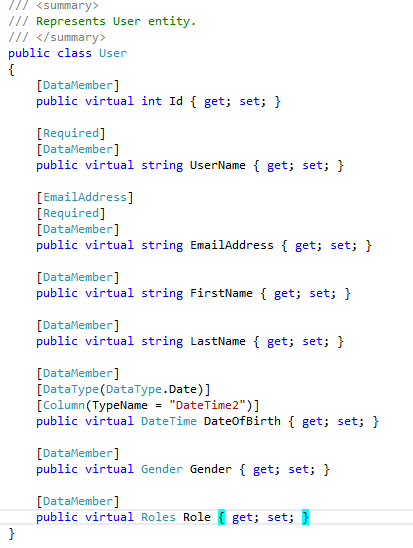 /// <summary>
/// Represents User entity.
/// </summary>
public class User
{
    [DataMember]
    public virtual int Id { get; set; }

    [Required]
    [DataMember]
    public virtual string UserName { get; set; }

    [EmailAddress]
    [Required]
    [DataMember]
    public virtual string EmailAddress { get; set; }

    [DataMember]
    public virtual string FirstName { get; set; }

    [DataMember]
    public virtual string LastName { get; set; }

    [DataMember]
    [DataType(DataType.Date)]
    [Column(TypeName = "DateTime2")]
    public virtual DateTime DateOfBirth { get; set; }

    [DataMember]
    public virtual Gender Gender { get; set; }

    [DataMember]
    public virtual Roles Role { get; set; }
}